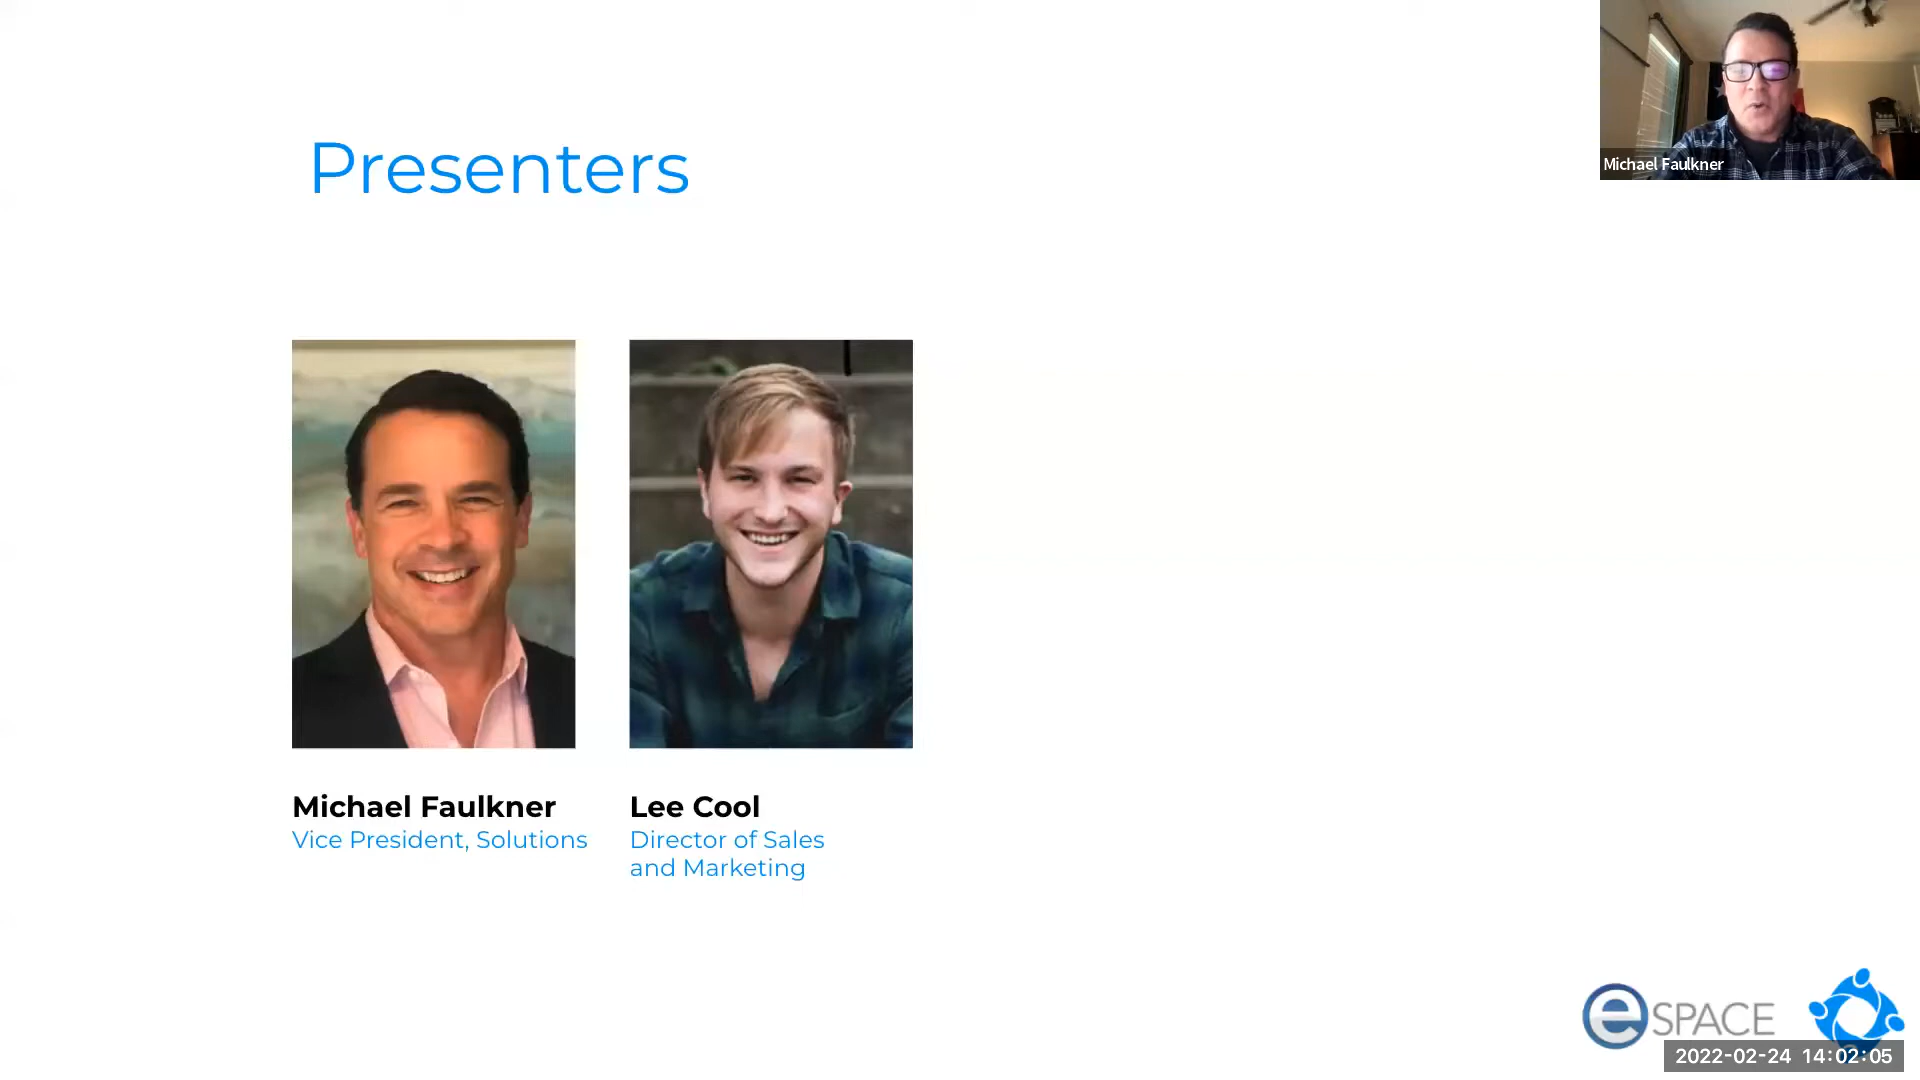 Presenters
Michael Faulkner
Michael Faulkner
Vice President, Solutions
Lee Cool
Director of Sales
and Marketing
eSPACE
2022-02-24 14:02:05